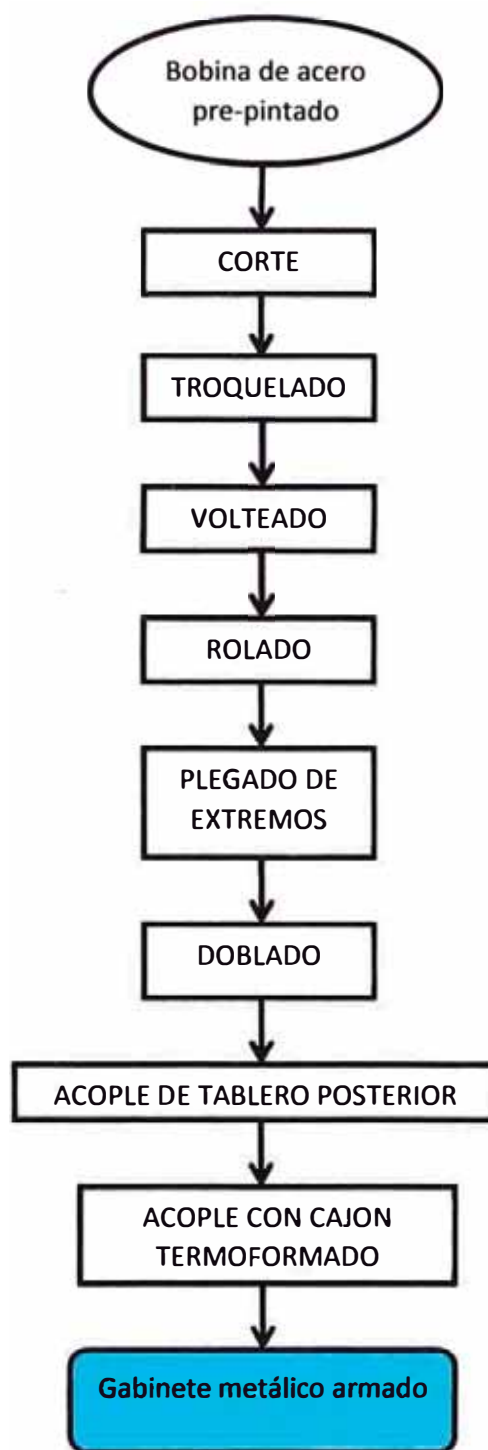 Bobina de acero
pre-pintado
CORTE
TROQUELADO
VOLTEADO
ROLADO
PLEGADO DE
EXTREMOS
DOBLADO
ACOPLE DE TABLERO POSTERIOR
ACOPLE CON CAJON
TERMOFORMADO
Gabinete metálico armado